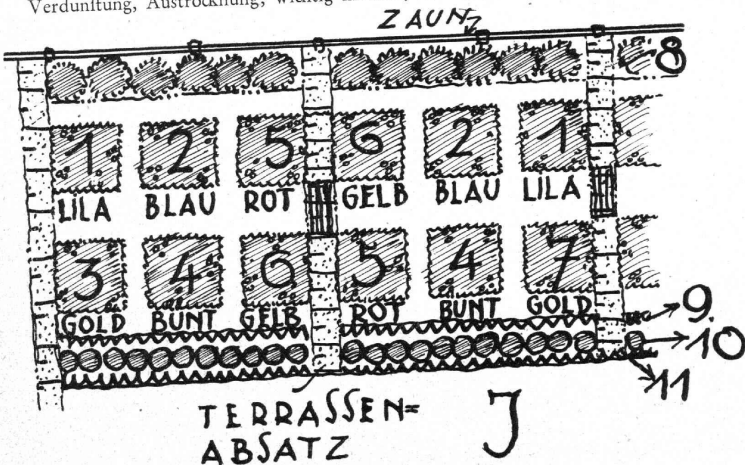 Verdunstung, Austrocknung, wichtig
ZAUN
8
1 2 5 6 2 1
LILA BLAU ROT GELB BLAU LILA
3 4 6 5 4 7
GOLD BUNT GELB ROT BUNT GOLD
9.
10
11
TERRASSEN=
ABSATZ
J